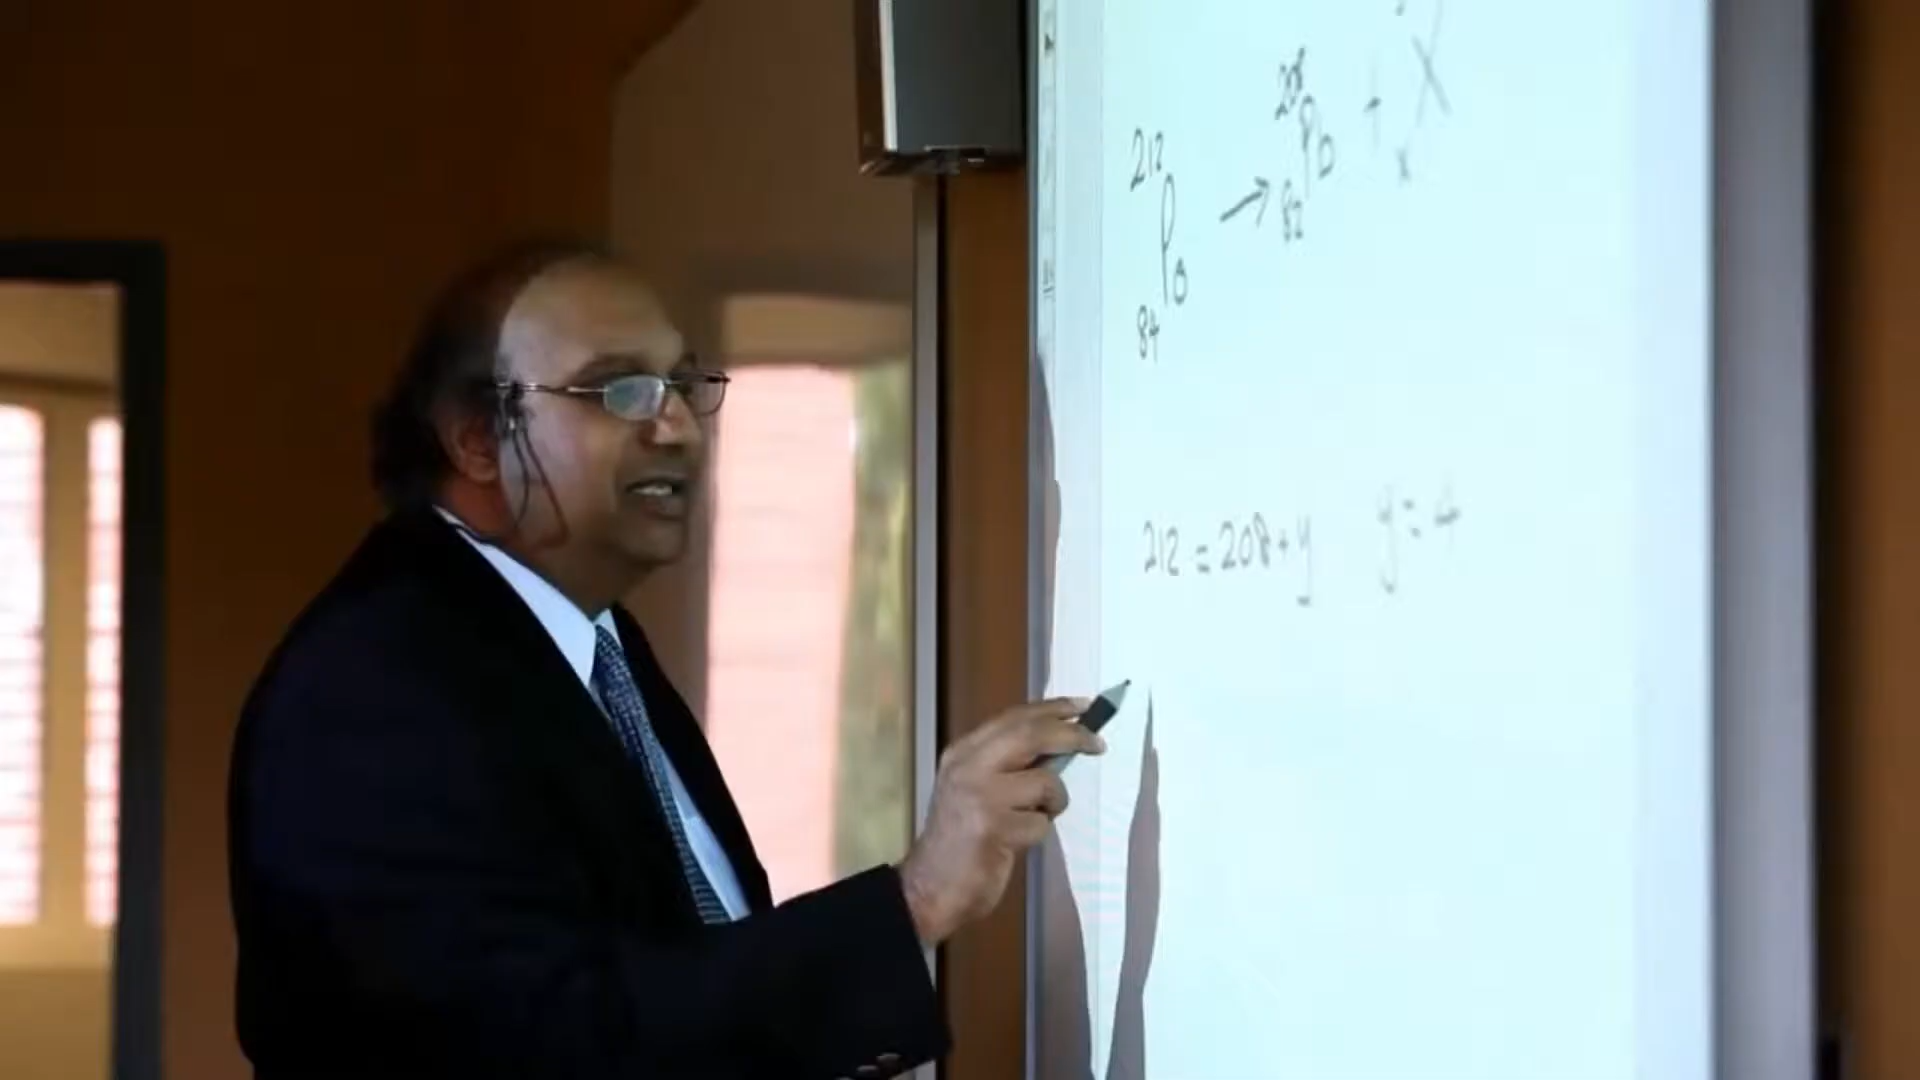 212 84 Po → 208 82 Pb + y x X
212 = 208 + y y = 4